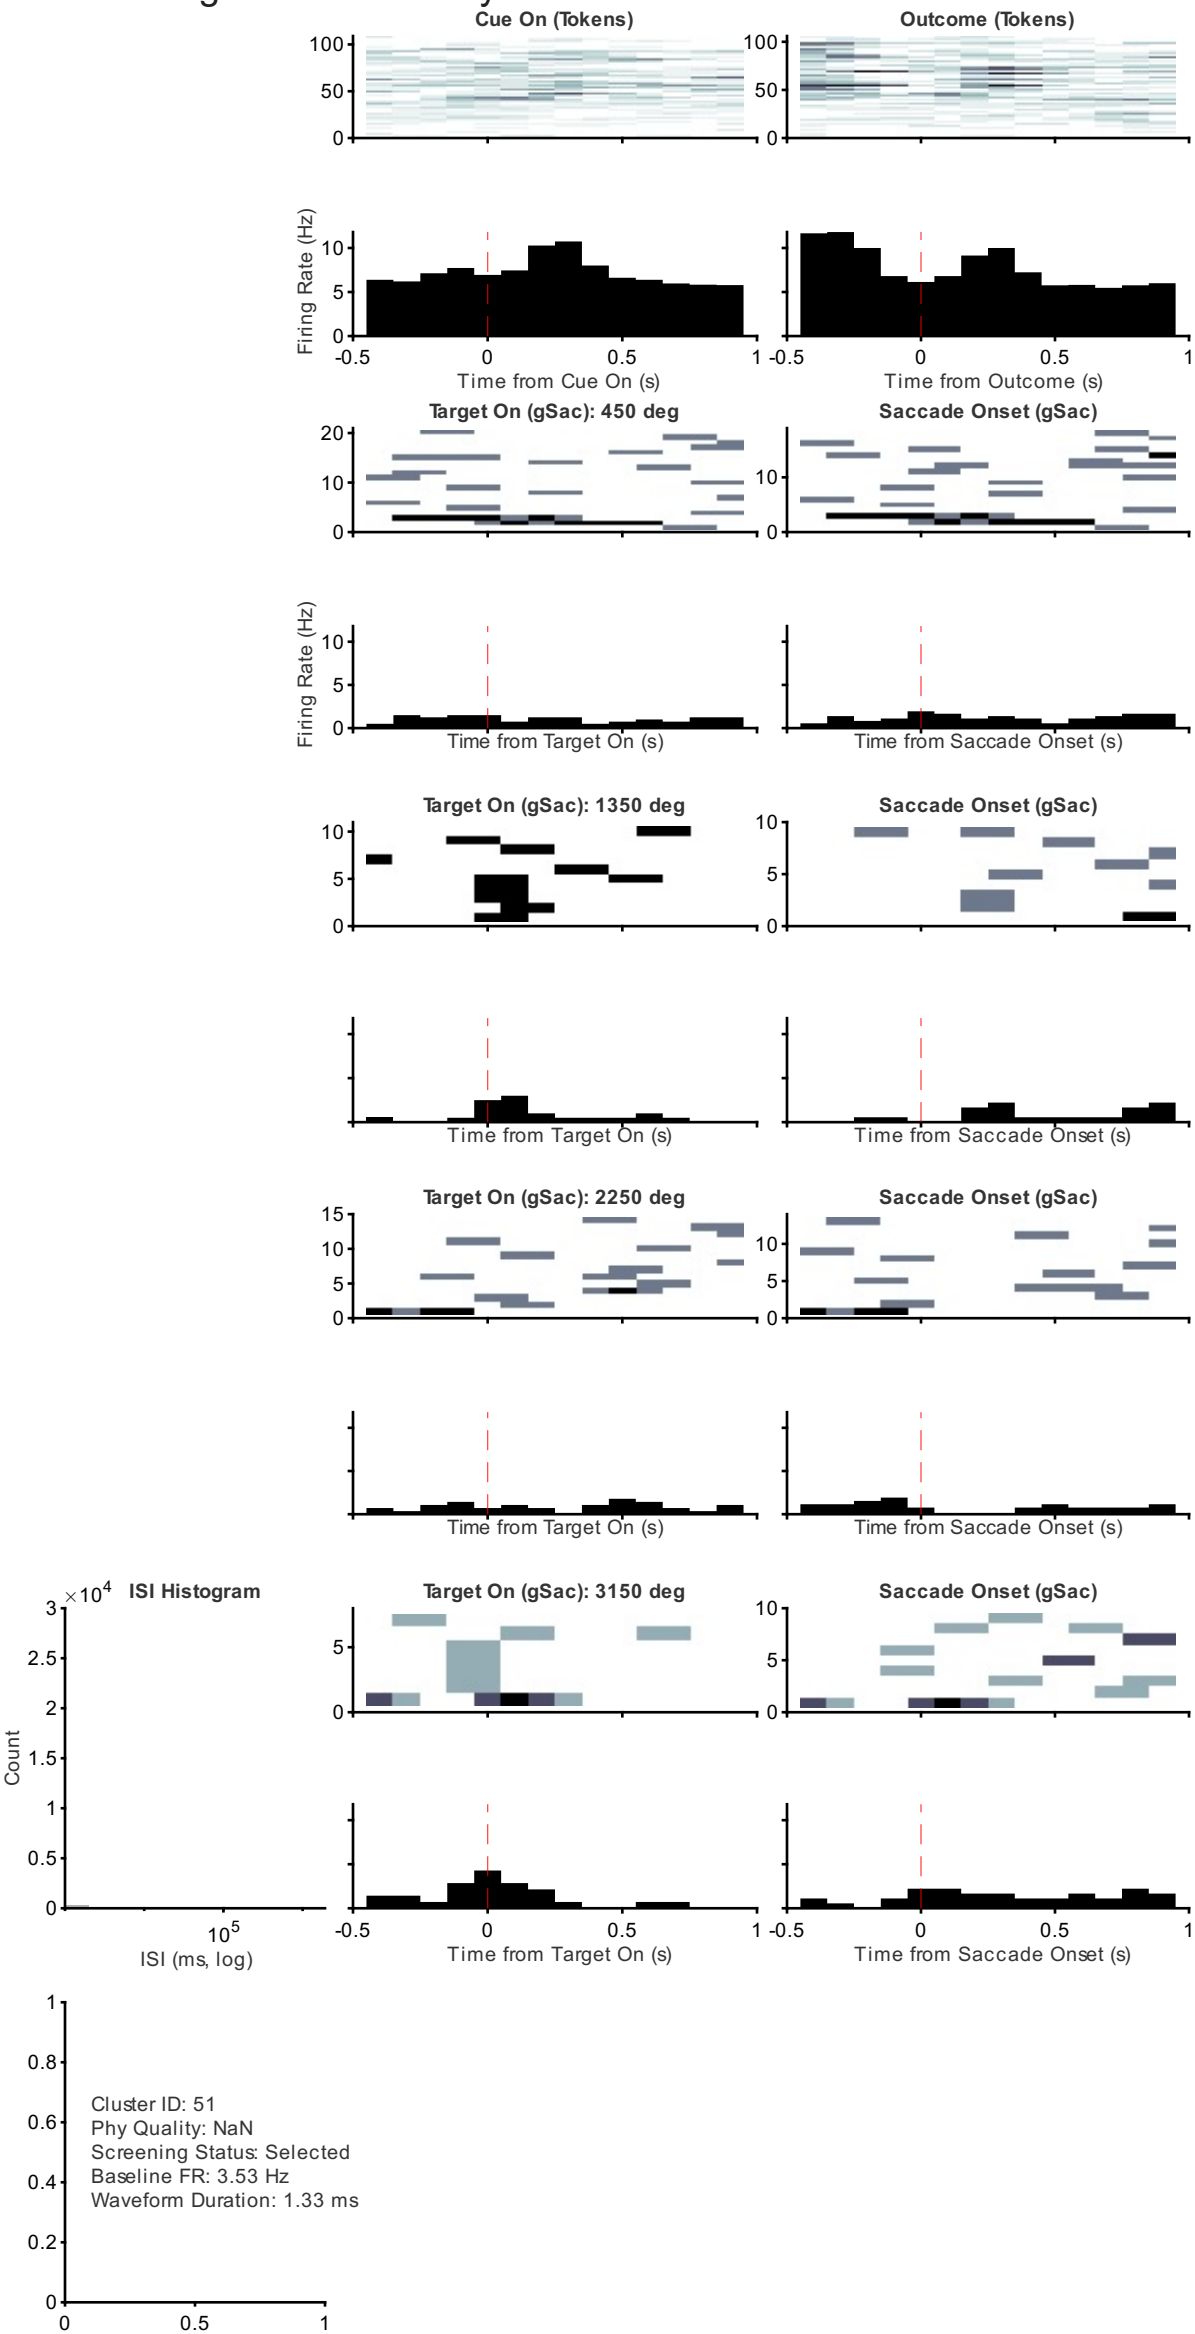 Cue On (Tokens)
Outcome (Tokens)
100
50
0
100
50
0
Firing Rate (Hz)
10
5
0
-0.5 0 0.5 1
-0.5 0 0.5 1
Time from Cue On (s)
Time from Outcome (s)
Target On (gSac): 450 deg
Saccade Onset (gSac)
20
10
0
10
0
Firing Rate (Hz)
10
5
0
Time from Target On (s)
Time from Saccade Onset (s)
Target On (gSac): 1350 deg
Saccade Onset (gSac)
10
5
0
10
5
0
Time from Target On (s)
Time from Saccade Onset (s)
Target On (gSac): 2250 deg
Saccade Onset (gSac)
15
10
5
0
10
5
0
Time from Target On (s)
Time from Saccade Onset (s)
×10⁴ ISI Histogram
3
2.5
2
1.5
1
0.5
0
Count
10⁵
ISI (ms, log)
Target On (gSac): 3150 deg
Saccade Onset (gSac)
5
0
10
5
0
-0.5 0 0.5 1
-0.5 0 0.5 1
Time from Target On (s)
Time from Saccade Onset (s)
1
0.8
0.6
0.4
0.2
0
0 0.5 1
Cluster ID: 51
Phy Quality: NaN
Screening Status: Selected
Baseline FR: 3.53 Hz
Waveform Duration: 1.33 ms